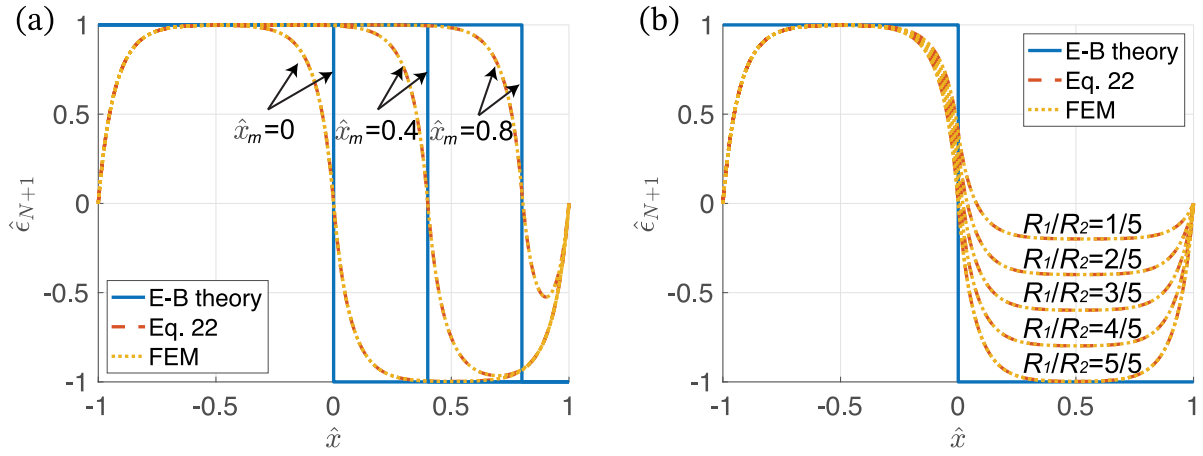 (a)
1
0.5
0
-0.5
-1
-1
-0.5
0
0.5
1
x̂
ε̂_{N+1}
x̂_m=0
x̂_m=0.4
x̂_m=0.8
E-B theory
Eq. 22
FEM
(b)
1
0.5
0
-0.5
-1
-1
-0.5
0
0.5
1
x̂
ε̂_{N+1}
E-B theory
Eq. 22
FEM
R₁/R₂=1/5
R₁/R₂=2/5
R₁/R₂=3/5
R₁/R₂=4/5
R₁/R₂=5/5